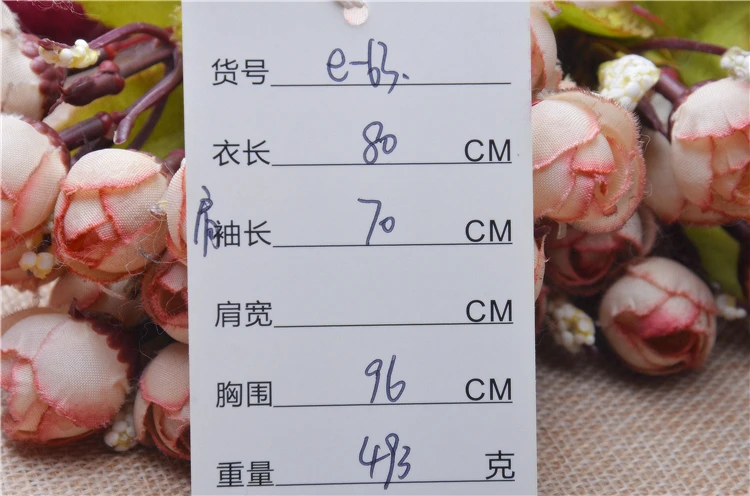 货号 e-63.
衣长 80 CM
肩袖长 70 CM
肩宽 CM
胸围 96 CM
重量 493 克